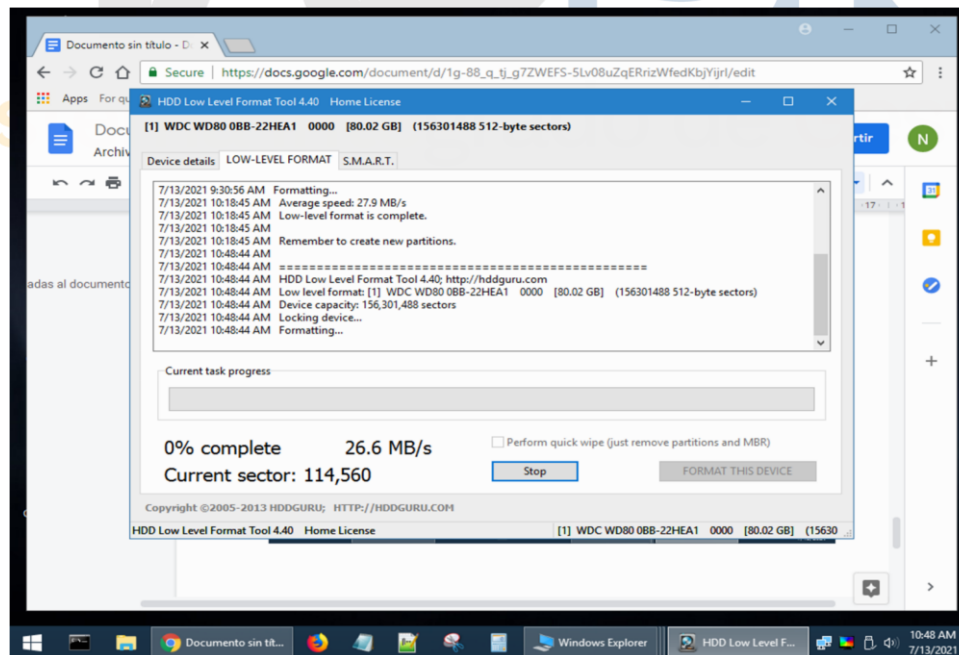 Documento sin título - D
Secure | https://docs.google.com/document/d/1g-88_q_tj_g7ZWEFS-5Lv08uZqERrizWfedKbjYijrI/edit
Apps For qu
Docu
Archiv
rtir
N
HDD Low Level Format Tool 4.40 Home License
[1] WDC WD80 0BB-22HEA1 0000 [80.02 GB] (156301488 512-byte sectors)
Device details LOW-LEVEL FORMAT S.M.A.R.T.
7/13/2021 9:30:56 AM Formatting...
7/13/2021 10:18:45 AM Average speed: 27.9 MB/s
7/13/2021 10:18:45 AM Low-level format is complete.
7/13/2021 10:18:45 AM
7/13/2021 10:18:45 AM Remember to create new partitions.
7/13/2021 10:48:44 AM
7/13/2021 10:48:44 AM ================================================
7/13/2021 10:48:44 AM HDD Low Level Format Tool 4.40; http://hddguru.com
7/13/2021 10:48:44 AM Low level format: [1] WDC WD80 0BB-22HEA1 0000 [80.02 GB] (156301488 512-byte sectors)
7/13/2021 10:48:44 AM Device capacity: 156,301,488 sectors
7/13/2021 10:48:44 AM Locking device...
7/13/2021 10:48:44 AM Formatting...
17
31
adas al documento
Current task progress
0% complete 26.6 MB/s
Perform quick wipe (just remove partitions and MBR)
Current sector: 114,560
Stop
FORMAT THIS DEVICE
Copyright ©2005-2013 HDDGURU; HTTP://HDDGURU.COM
HDD Low Level Format Tool 4.40 Home License [1] WDC WD80 0BB-22HEA1 0000 [80.02 GB] (15630
Documento sin tít...
Windows Explorer
HDD Low Level F...
10:48 AM
7/13/2021